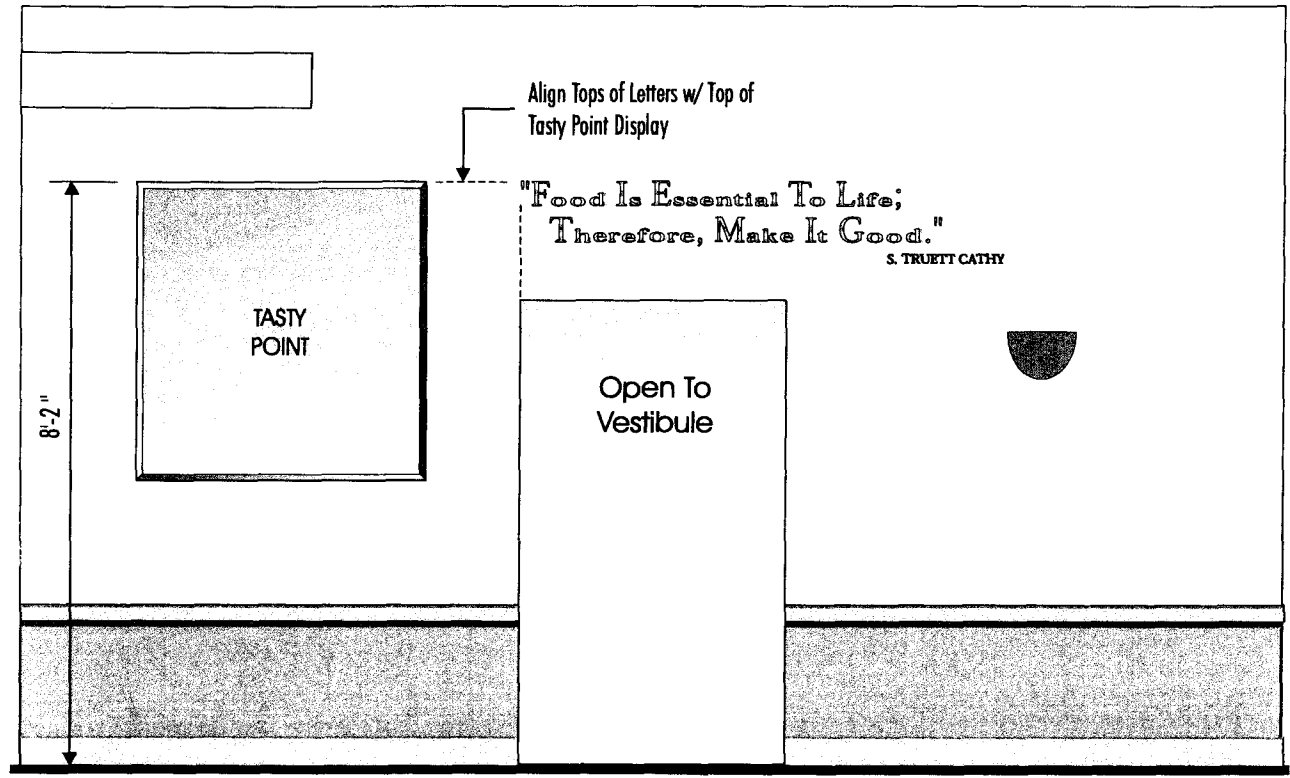 Align Tops of Letters w/ Top of
Tasty Point Display
"Food Is Essential To Life;
Therefore, Make It Good."
S. TRUETT CATHY
TASTY
POINT
Open To
Vestibule
8'-2"